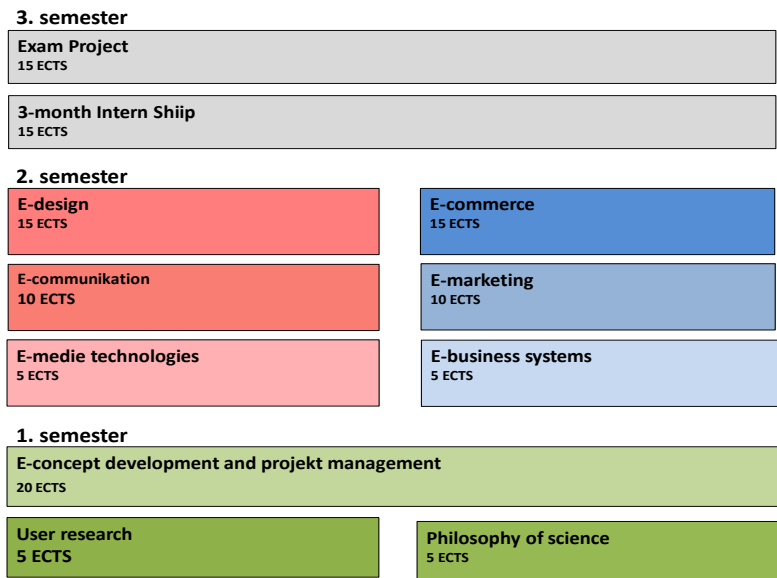 3. semester
Exam Project
15 ECTS
3-month Intern Shiip
15 ECTS
2. semester
E-design
15 ECTS
E-commerce
15 ECTS
E-communikation
10 ECTS
E-marketing
10 ECTS
E-medie technologies
5 ECTS
E-business systems
5 ECTS
1. semester
E-concept development and projekt management
20 ECTS
User research
5 ECTS
Philosophy of science
5 ECTS